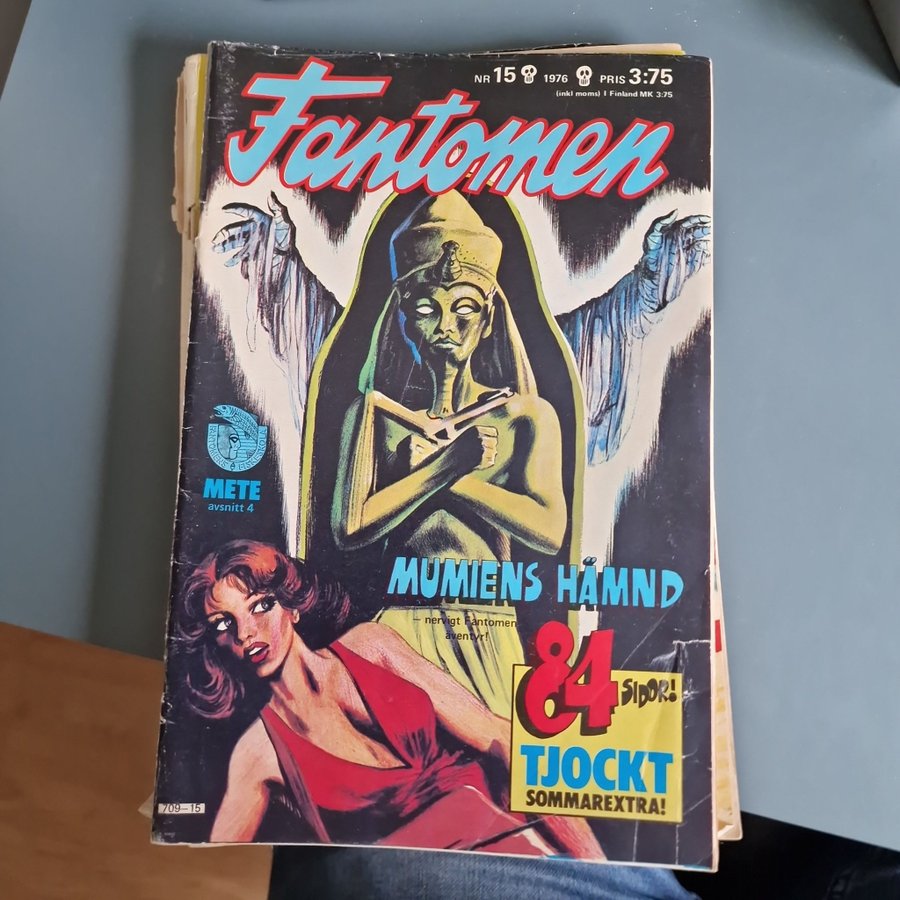 NR 15 1976 PRIS 3:75
(inkl moms) I Finland MK 3:75
Fantomen
METE
avsnitt 4
MUMIENS HÄMND
– nervigt Fantomen
äventyr!
84 SIDOR!
TJOCKT
SOMMAREXTRA!
709–15